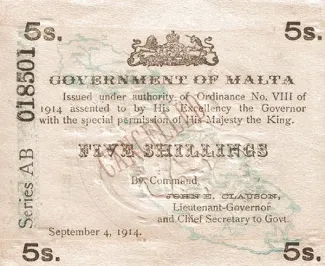 5s. 5s.
Series AB 018501
GOVERNMENT OF MALTA
Issued under authority of Ordinance No. VIII of
1914 assented to by His Excellency the Governor
with the special permission of His Majesty the King.
CANCELLED
FIVE SHILLINGS
By Command,
JOHN E. CLAUSON,
Lieutenant-Governor
and Chief Secretary to Govt.
September 4, 1914.
5s. 5s.